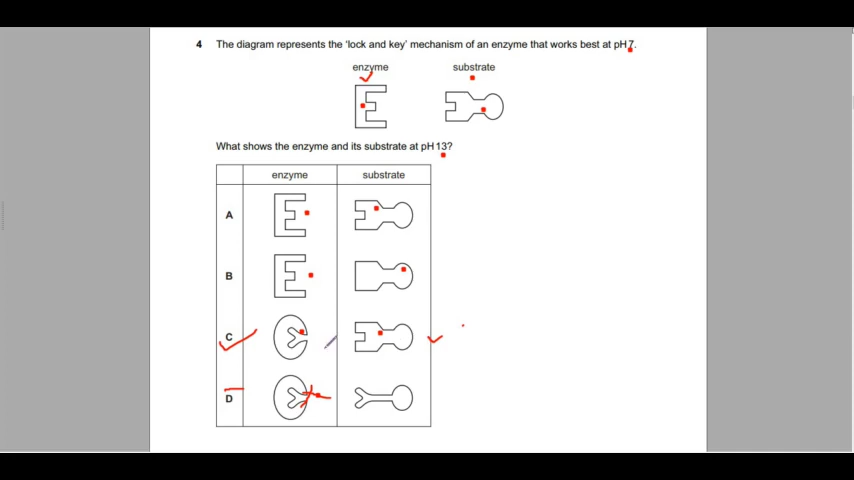 4 The diagram represents the ‘lock and key’ mechanism of an enzyme that works best at pH 7.
enzyme substrate
What shows the enzyme and its substrate at pH 13?
enzyme substrate
A
B
C
D